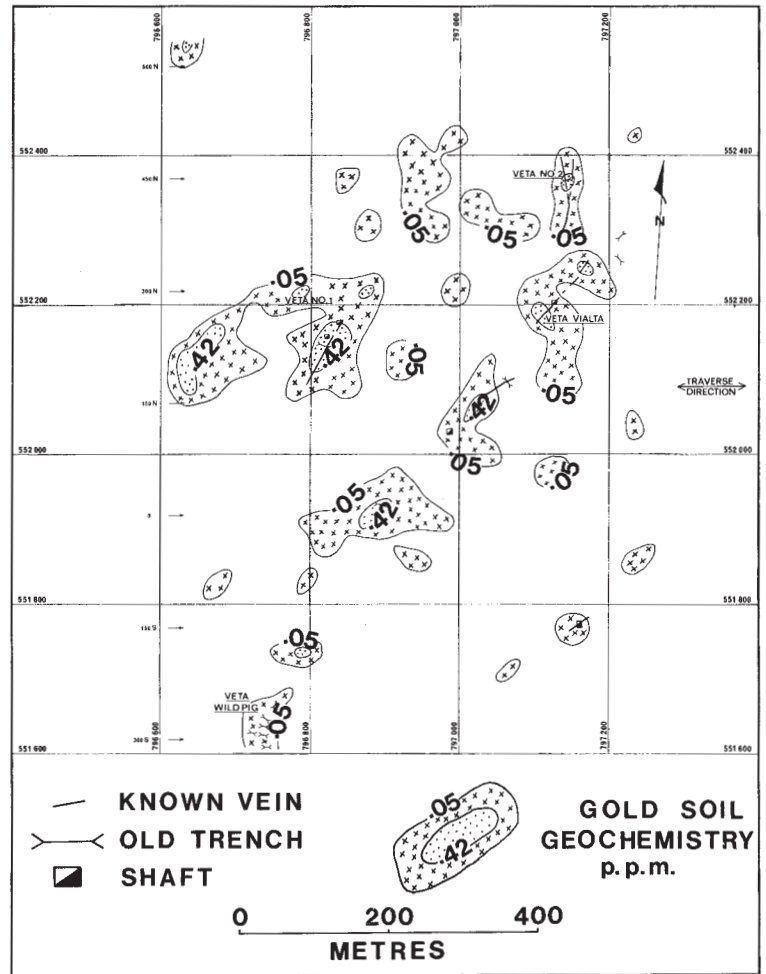 796 600
796 800
797 000
797 200
552 400
552 400
VETA NO. 2
.05
.05
.05
N
.05
552 200
VETA NO. 1
552 200
.42
.42
.05
VETA VIALTA
TRAVERSE
DIRECTION
.42
.05
150 N
552 000
.05
.05
552 000
.05
0
.42
551 800
551 800
150 S
.05
VETA
WILDPIG
.05
300 S
551 600
551 600
796 600
796 800
797 000
797 200
KNOWN VEIN
OLD TRENCH
SHAFT
.05
.42
GOLD SOIL
GEOCHEMISTRY
p.p.m.
0 200 400
METRES